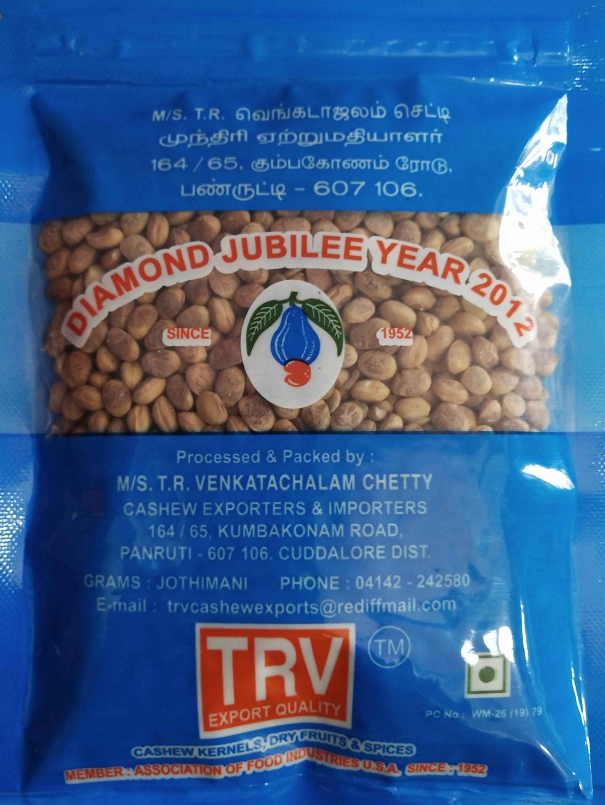 M/S. T.R. வெங்கடாஜலம் செட்டி
முந்திரி ஏற்றுமதியாளர்
164 / 65, கும்பகோணம் ரோடு,
பண்ருட்டி - 607 106.
DIAMOND JUBILEE YEAR 2012
SINCE 1952
Processed & Packed by :
M/S. T.R. VENKATACHALAM CHETTY
CASHEW EXPORTERS & IMPORTERS
164 / 65, KUMBAKONAM ROAD,
PANRUTI - 607 106. CUDDALORE DIST.
GRAMS : JOTHIMANI PHONE : 04142 - 242580
E-mail : trvcashewexports@rediffmail.com
TRV TM
EXPORT QUALITY
PC No : WM-26 (19) 79
CASHEW KERNELS, DRY FRUITS & SPICES
MEMBER : ASSOCIATION OF FOOD INDUSTRIES U.S.A. SINCE : 1952